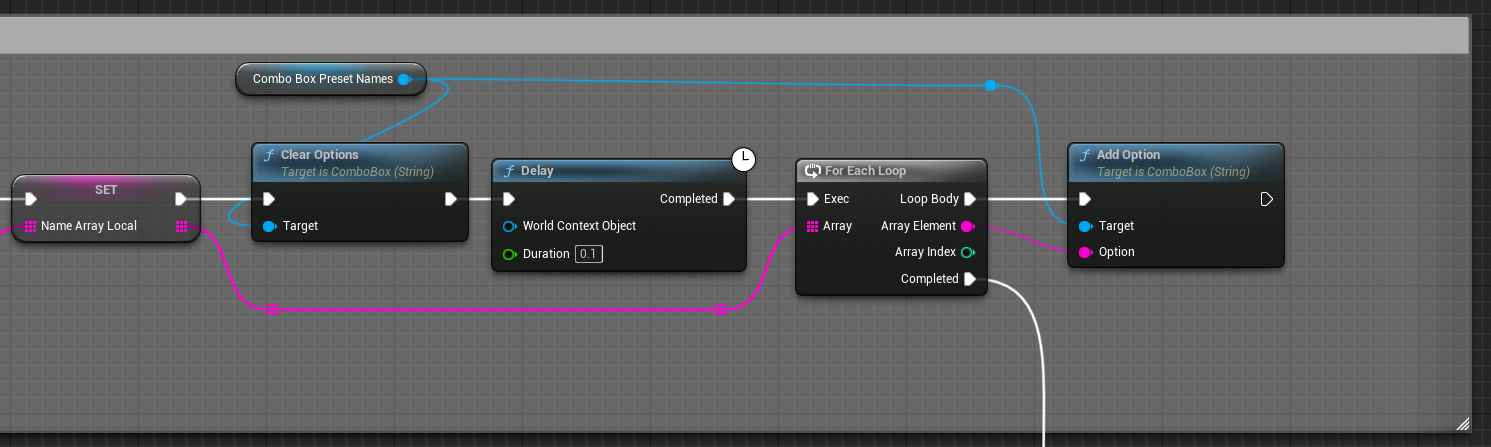 Combo Box Preset Names
SET
Name Array Local
f Clear Options
Target is ComboBox (String)
Target
f Delay
Completed
World Context Object
Duration 0.1
For Each Loop
Exec Loop Body
Array Array Element
Array Index
Completed
f Add Option
Target is ComboBox (String)
Target
Option